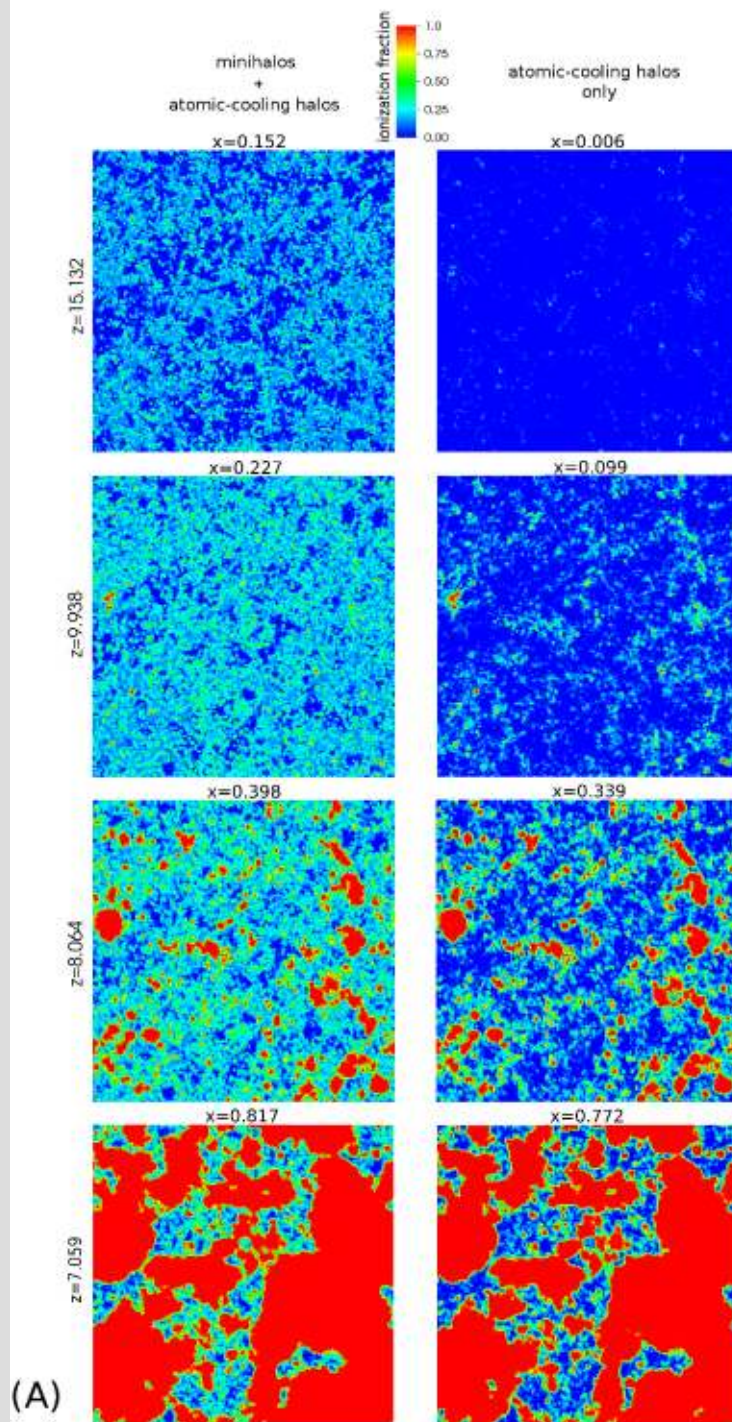 minihalos
+
atomic-cooling halos
ionization fraction
1.0
0.75
0.50
0.25
0.00
atomic-cooling halos
only
x=0.152
x=0.006
z=15.132
x=0.227
x=0.099
z=9.938
x=0.398
x=0.339
z=8.064
x=0.817
x=0.772
z=7.059
(A)